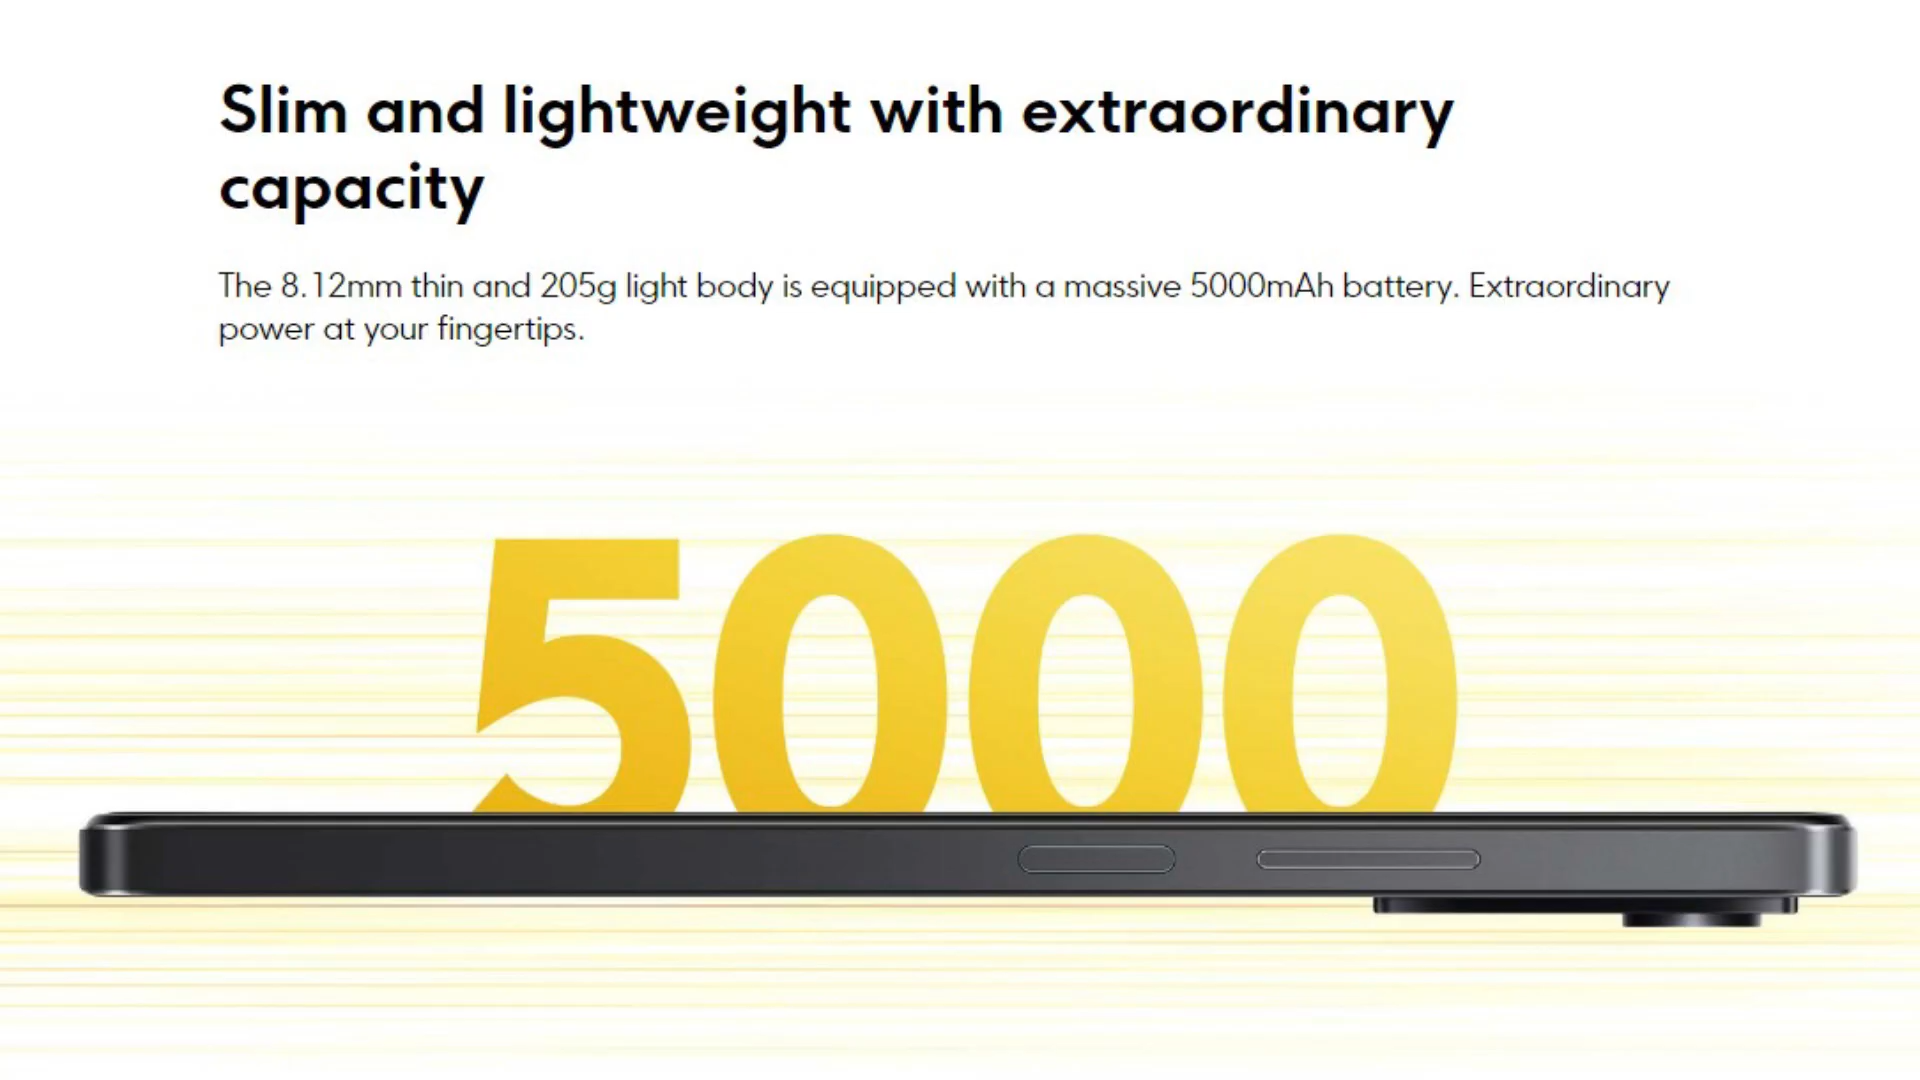 Slim and lightweight with extraordinary
capacity
The 8.12mm thin and 205g light body is equipped with a massive 5000mAh battery. Extraordinary
power at your fingertips.
5000